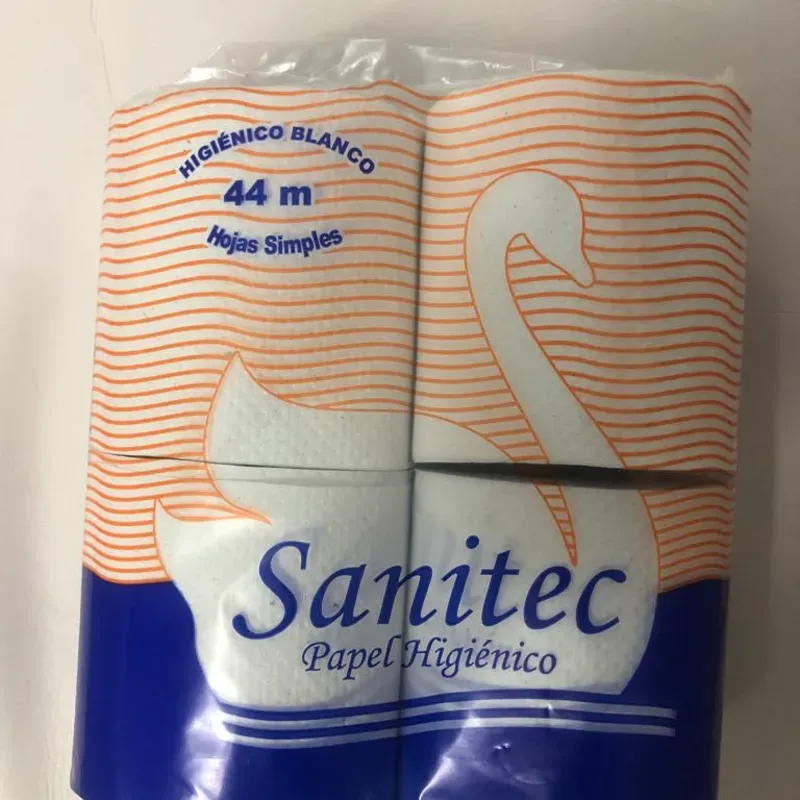 HIGIÉNICO BLANCO
44 m
Hojas Simples
Sanitec
Papel Higiénico